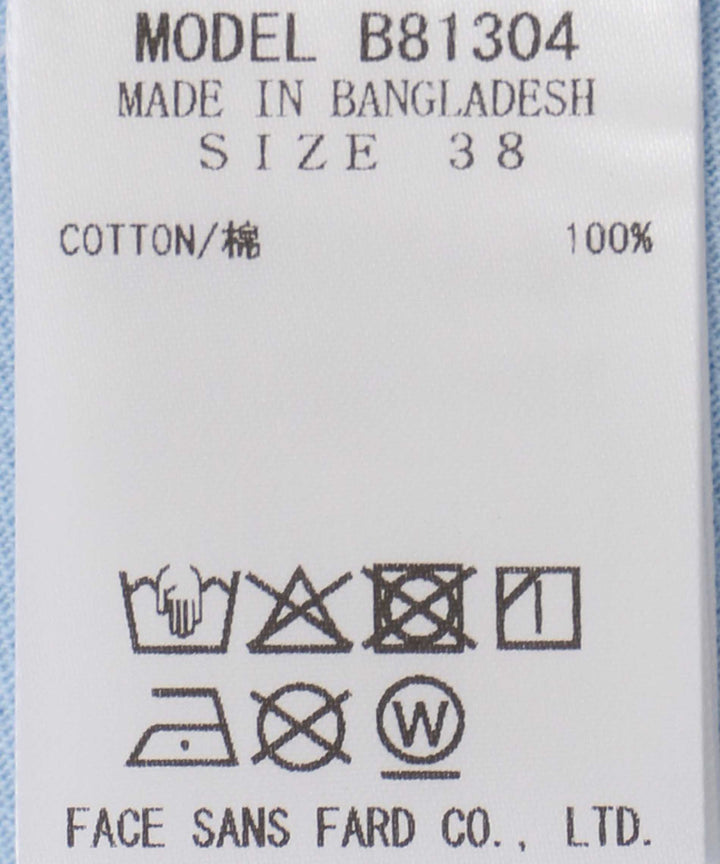 MODEL B81304
MADE IN BANGLADESH
SIZE 38
COTTON/棉 100%
W
FACE SANS FARD CO., LTD.